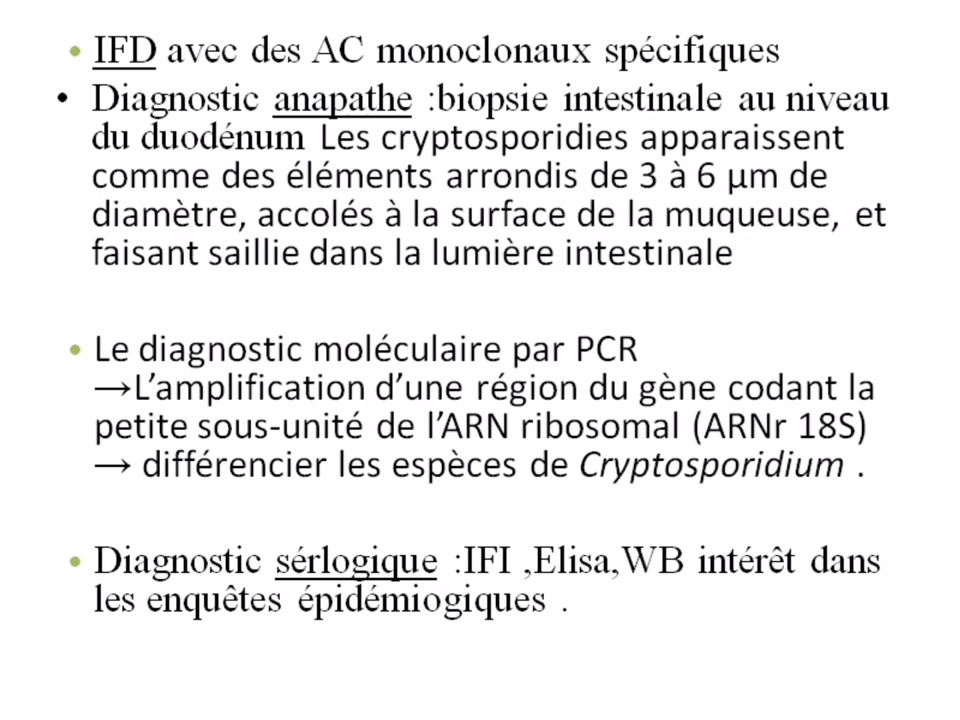 • IFD avec des AC monoclonaux spécifiques
• Diagnostic anapathe :biopsie intestinale au niveau
du duodénum Les cryptosporidies apparaissent
comme des éléments arrondis de 3 à 6 µm de
diamètre, accolés à la surface de la muqueuse, et
faisant saillie dans la lumière intestinale
• Le diagnostic moléculaire par PCR
→L’amplification d’une région du gène codant la
petite sous-unité de l’ARN ribosomal (ARNr 18S)
→ différencier les espèces de Cryptosporidium .
• Diagnostic sérlogique :IFI ,Elisa,WB intérêt dans
les enquêtes épidémiogiques .